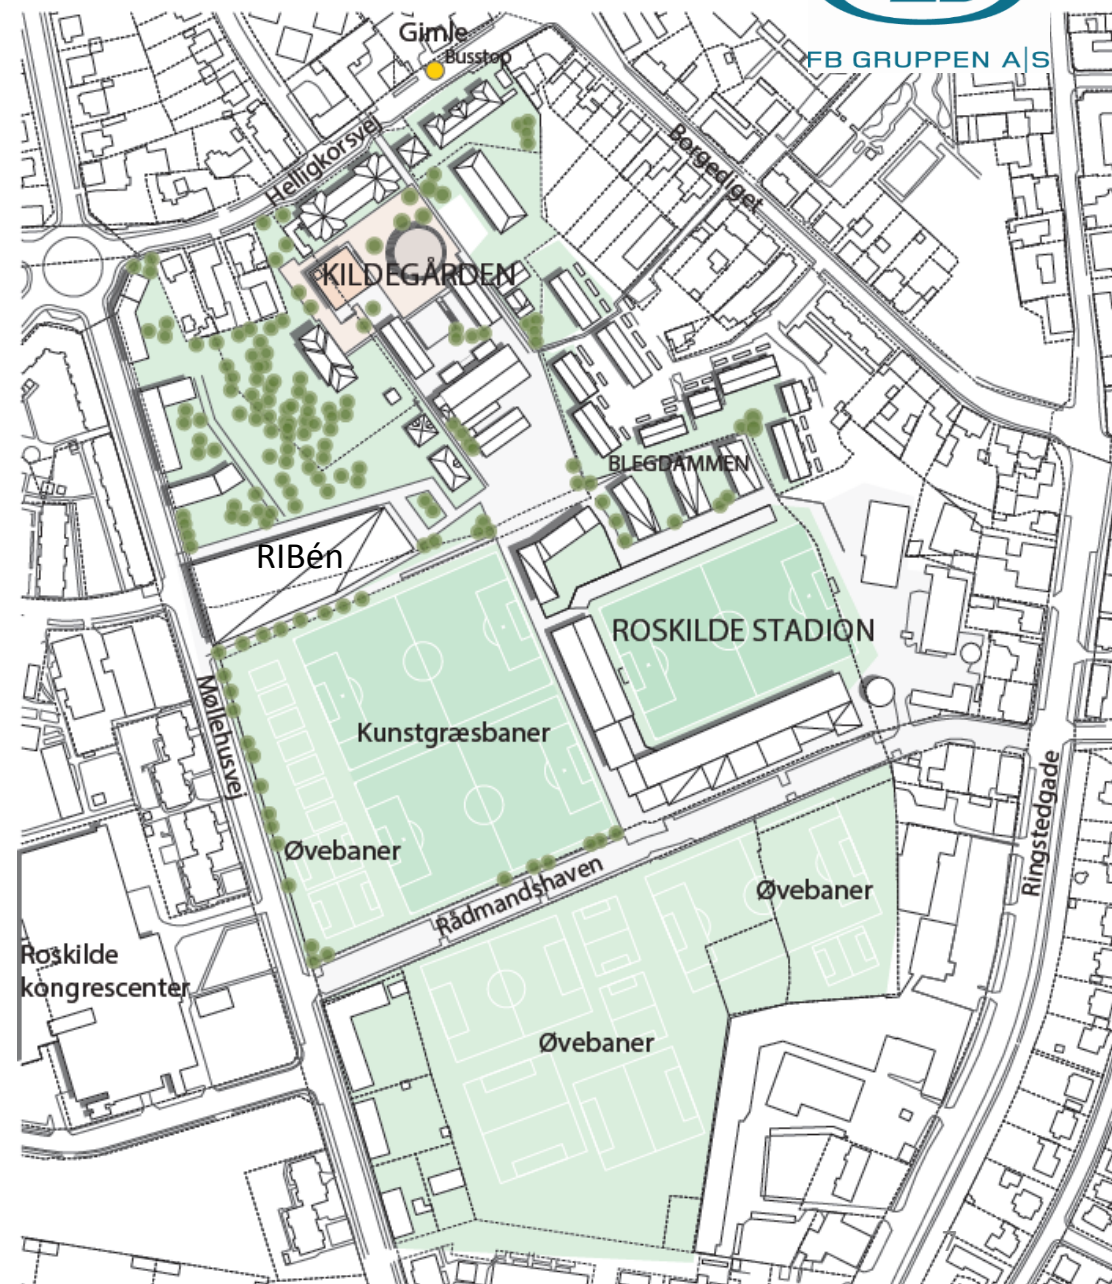 Gimle
Busstop
FB GRUPPEN A|S
Helligkorsvej
Borgediget
KILDEGÅRDEN
BLEGDAMMEN
RIBén
ROSKILDE STADION
Møllehusvej
Kunstgræsbaner
Ringstedgade
Øvebaner
Rådmandshaven
Øvebaner
Roskilde
kongrescenter
Øvebaner